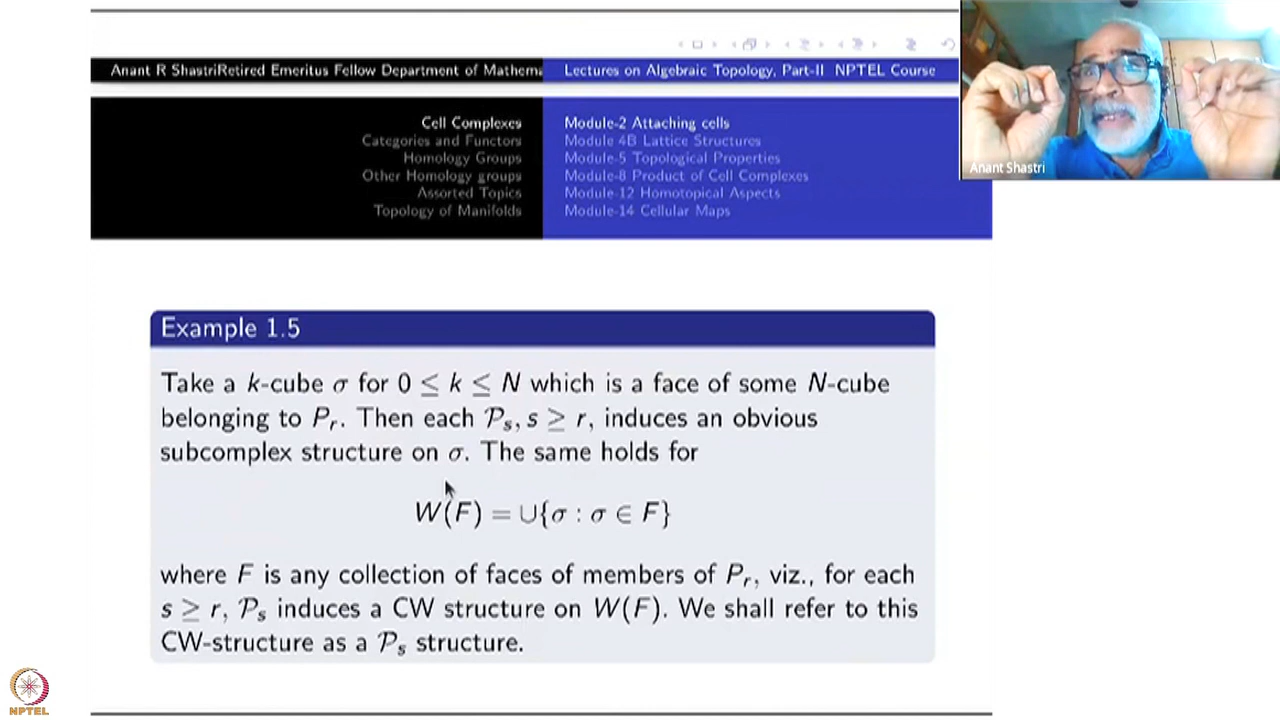 Anant R ShastriRetired Emeritus Fellow Department of Mathema
Lectures on Algebraic Topology, Part-II NPTEL Course
Cell Complexes
Categories and Functors
Homology Groups
Other Homology groups
Assorted Topics
Topology of Manifolds
Module-2 Attaching cells
Module 4B Lattice Structures
Module-5 Topological Properties
Module-8 Product of Cell Complexes
Module-12 Homotopical Aspects
Module-14 Cellular Maps
Anant Shastri
Example 1.5
Take a k-cube σ for 0 ≤ k ≤ N which is a face of some N-cube
belonging to P_r. Then each 𝒫_s, s ≥ r, induces an obvious
subcomplex structure on σ. The same holds for
W(F) = ∪{σ : σ ∈ F}
where F is any collection of faces of members of P_r, viz., for each
s ≥ r, 𝒫_s induces a CW structure on W(F). We shall refer to this
CW-structure as a 𝒫_s structure.
NPTEL